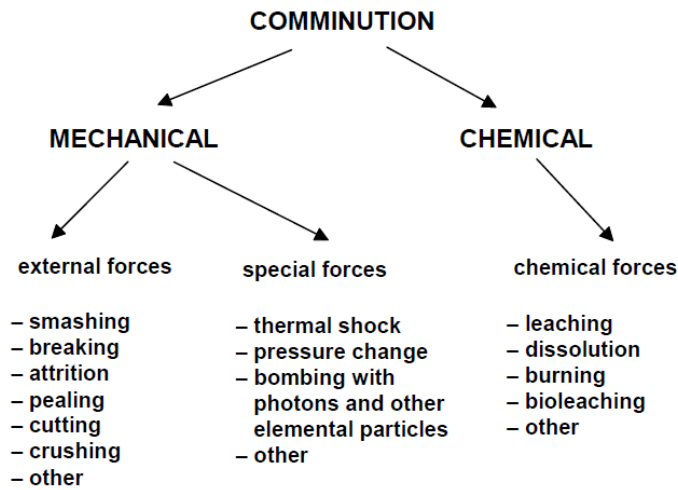 COMMINUTION
MECHANICAL
CHEMICAL
external forces
– smashing
– breaking
– attrition
– pealing
– cutting
– crushing
– other
special forces
– thermal shock
– pressure change
– bombing with
photons and other
elemental particles
– other
chemical forces
– leaching
– dissolution
– burning
– bioleaching
– other